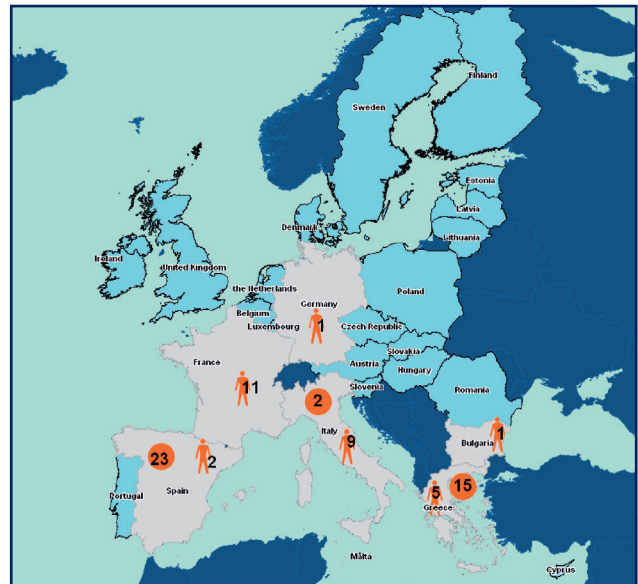 Finland
Sweden
Estonia
Latvia
Denmark
Lithuania
Ireland
United Kingdom
the Netherlands
Poland
Germany
Belgium
1
Luxembourg
Czech Republic
Slovakia
France
Austria
Hungary
11
Slovenia
Romania
2
Italy
9
1
Bulgaria
23
2
5
15
Spain
Portugal
Greece
Malta
Cyprus